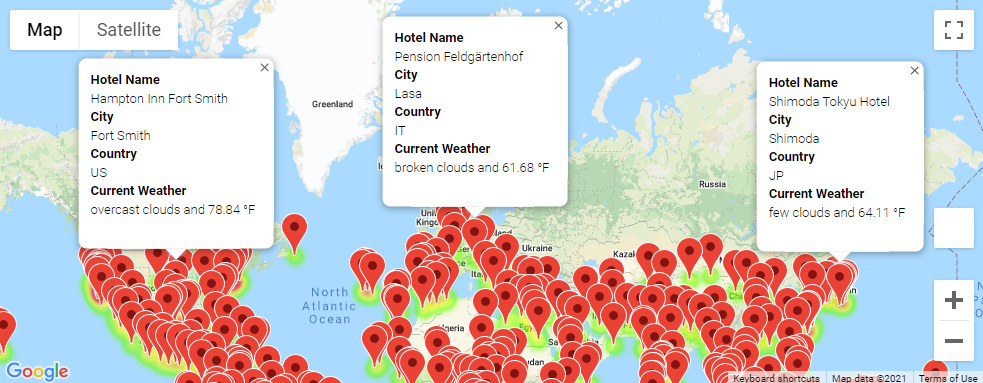 Map
Satellite
Hotel Name
Hampton Inn Fort Smith
City
Fort Smith
Country
US
Current Weather
overcast clouds and 78.84 °F
Hotel Name
Pension Feldgärtenhof
City
Lasa
Country
IT
Current Weather
broken clouds and 61.68 °F
Hotel Name
Shimoda Tokyu Hotel
City
Shimoda
Country
JP
Current Weather
few clouds and 64.11 °F
Greenland
Russia
Ukraine
North
Atlantic
Ocean
Google
Keyboard shortcuts
Map data ©2021
Terms of Use